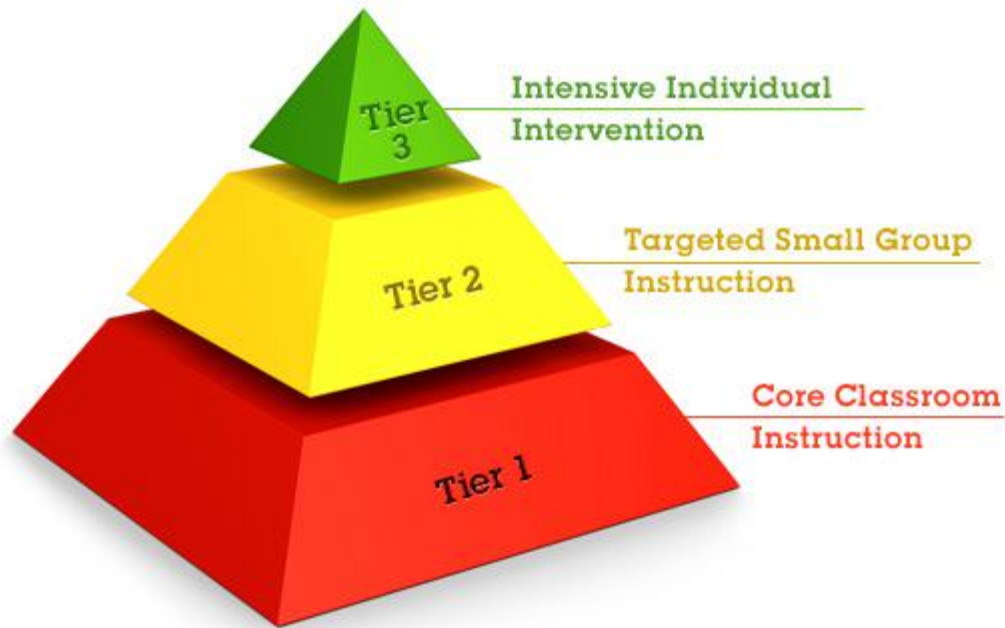 Tier
3
Intensive Individual
Intervention
Tier 2
Targeted Small Group
Instruction
Tier 1
Core Classroom
Instruction